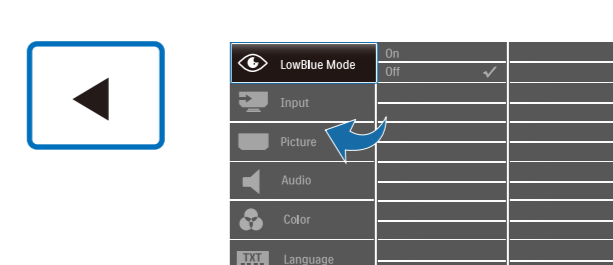 LowBlue Mode
On
Off
Input
Picture
Audio
Color
TXT
Language